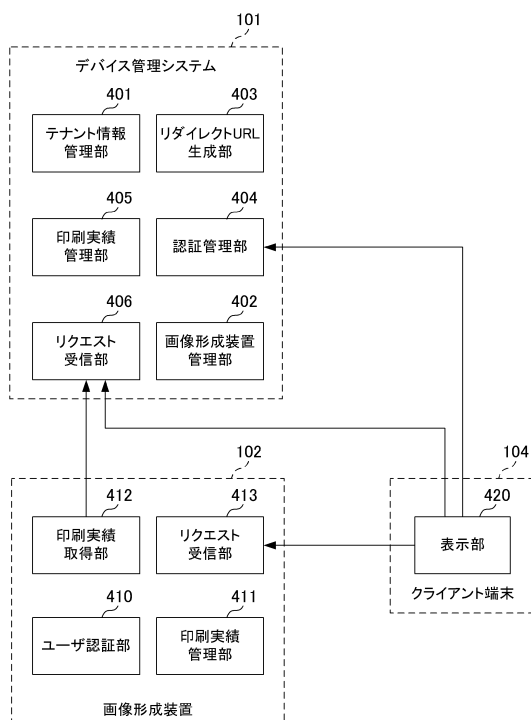 101
デバイス管理システム
401
テナント情報
管理部
403
リダイレクトURL
生成部
405
印刷実績
管理部
404
認証管理部
406
リクエスト
受信部
402
画像形成装置
管理部
102
412
印刷実績
取得部
413
リクエスト
受信部
410
ユーザ認証部
411
印刷実績
管理部
画像形成装置
104
420
表示部
クライアント端末